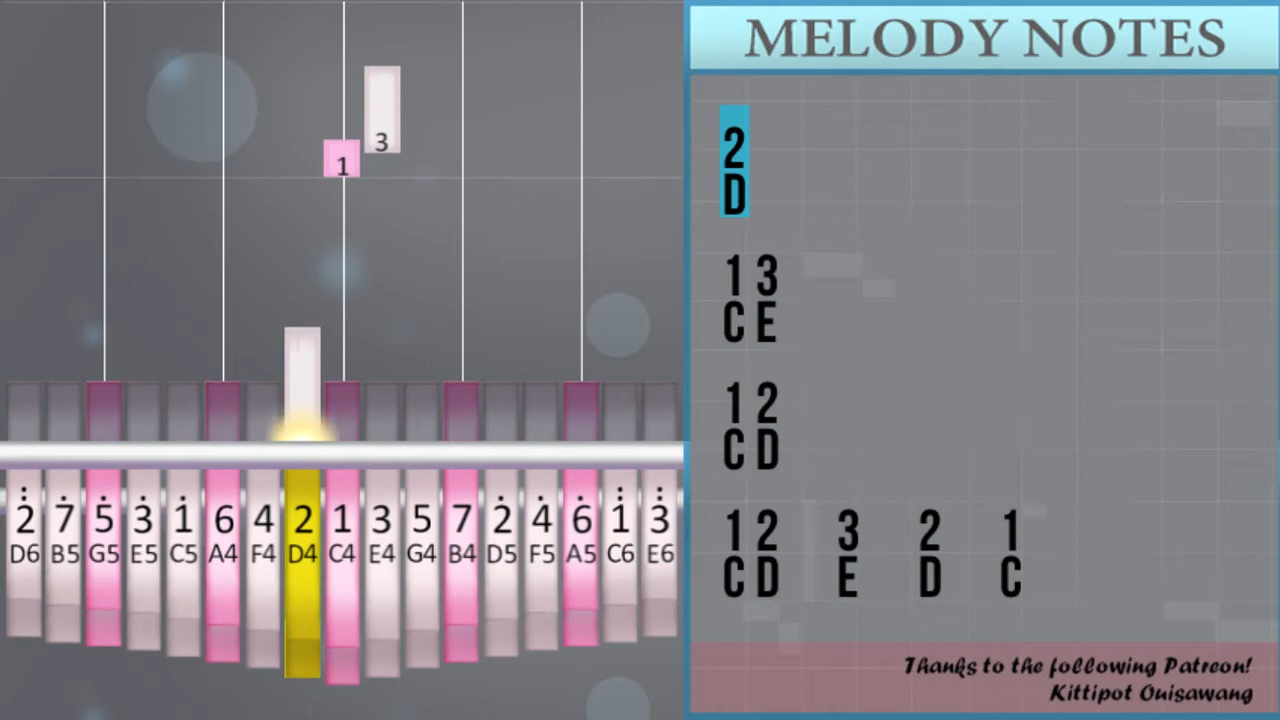 MELODY NOTES
2
D
1 3
C E
1 2
C D
1 2 3 2 1
C D E D C
1
3
2̈ 7̇ 5̇ 3̇ 1̇ 6 4 2 1 3 5 7 2̇ 4̇ 6̇ 1̈ 3̈
D6 B5 G5 E5 C5 A4 F4 D4 C4 E4 G4 B4 D5 F5 A5 C6 E6
Thanks to the following Patreon!
Kittipot Ouisawang